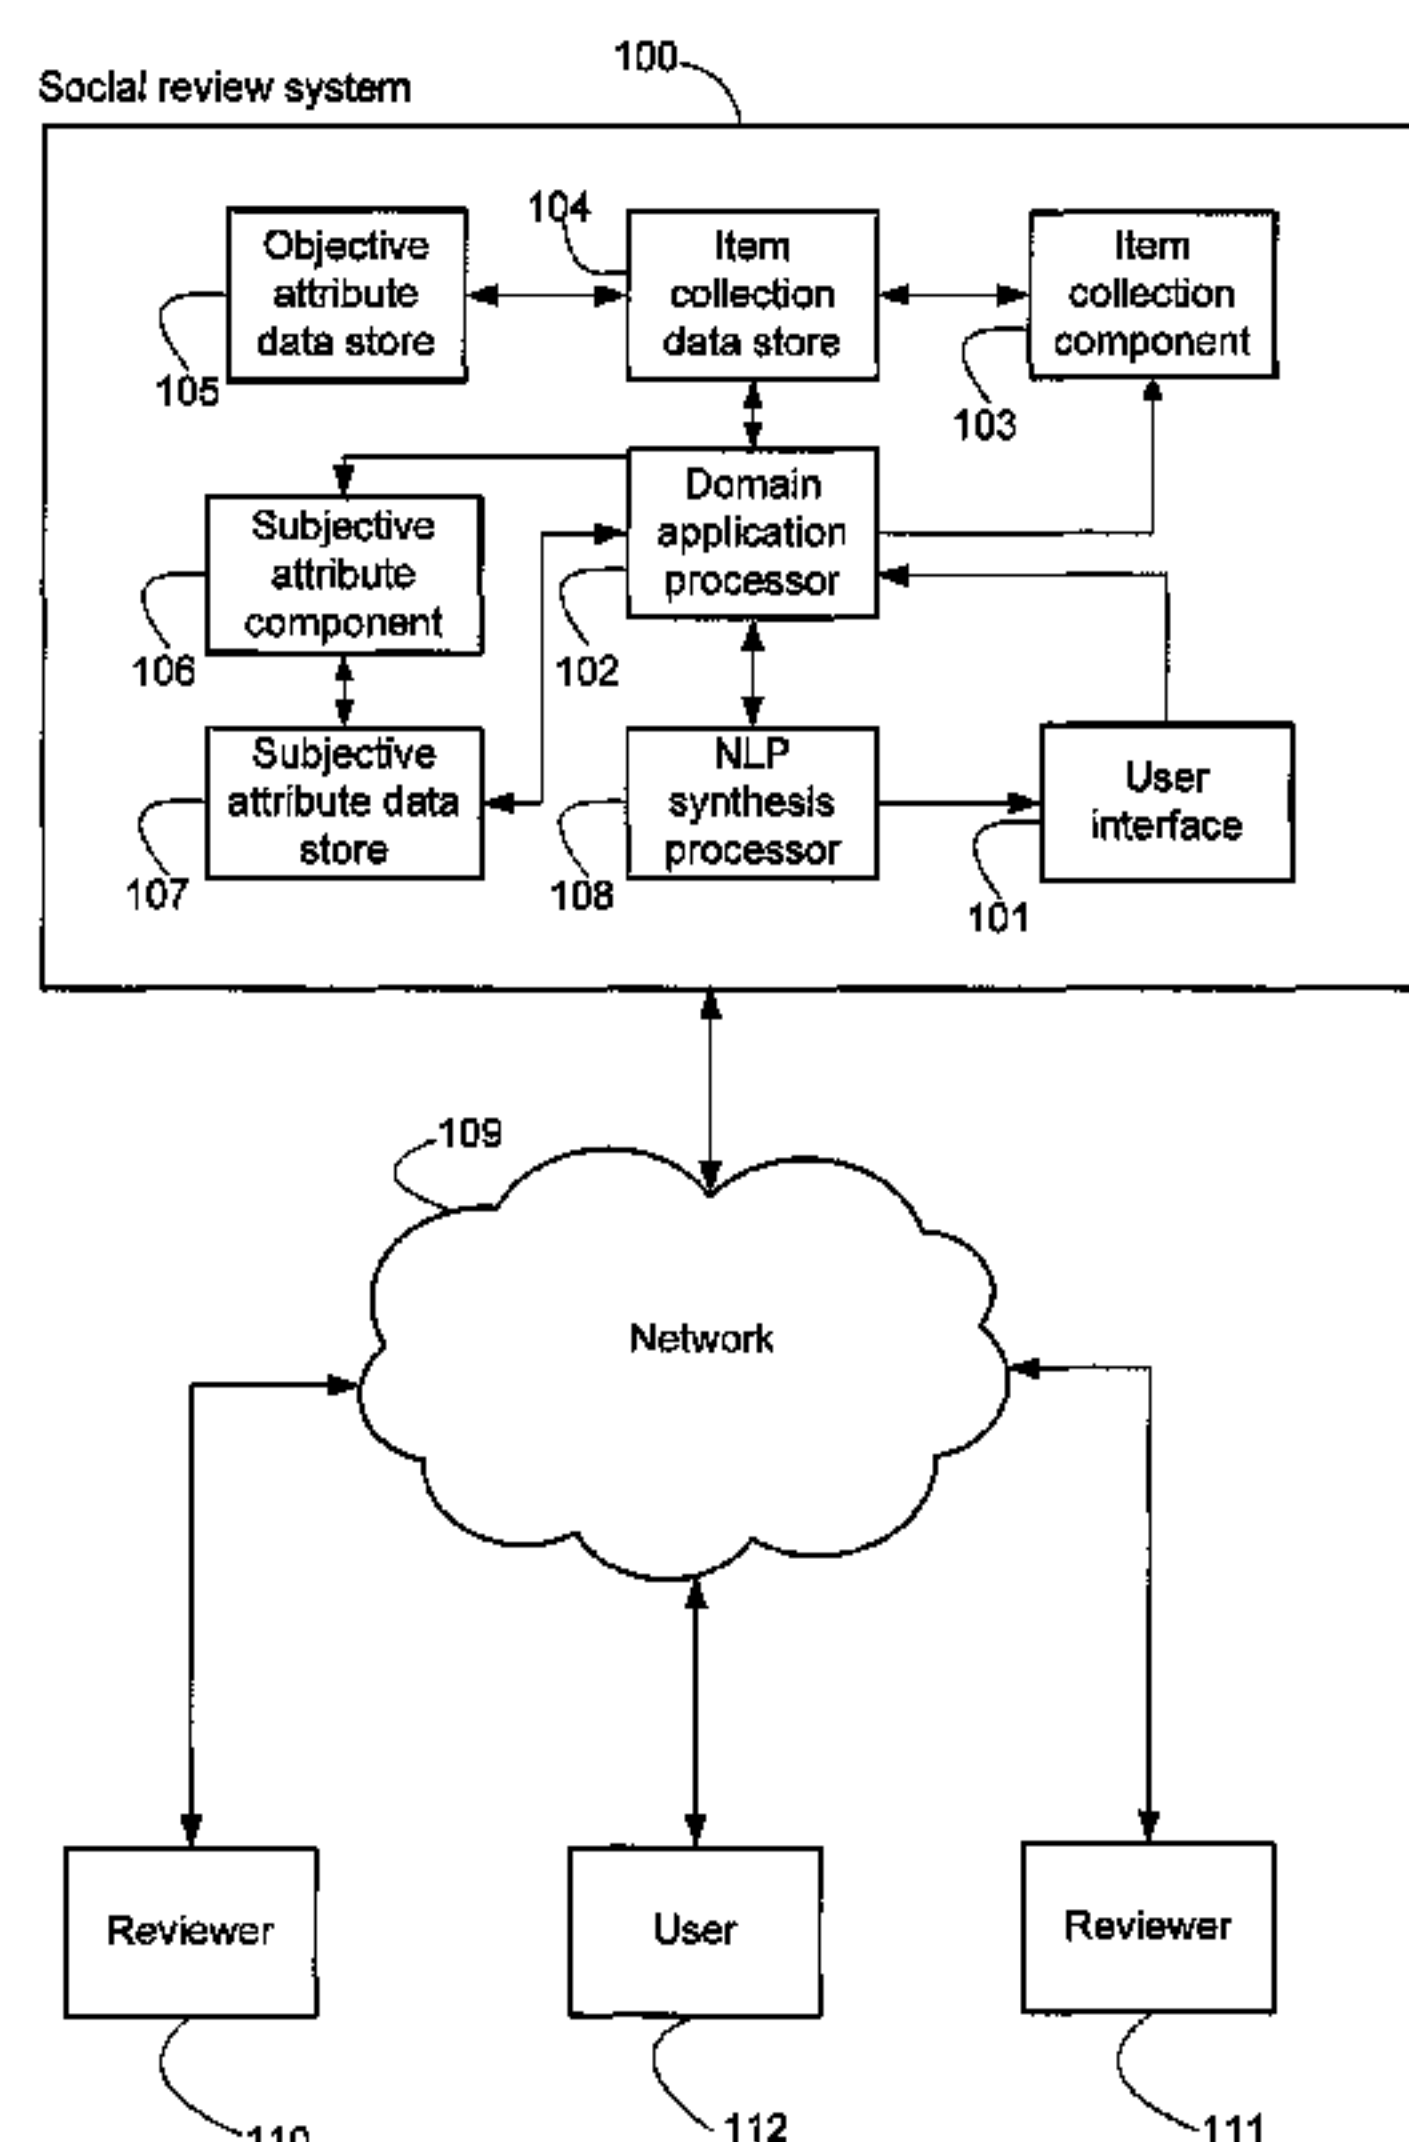 100
Social review system
104
Objective
attribute
data store
Item
collection
data store
Item
collection
component
105
103
Subjective
attribute
component
Domain
application
processor
106
102
Subjective
attribute data
store
NLP
synthesis
processor
User
interface
107
108
101
109
Network
Reviewer
User
Reviewer
110
112
111